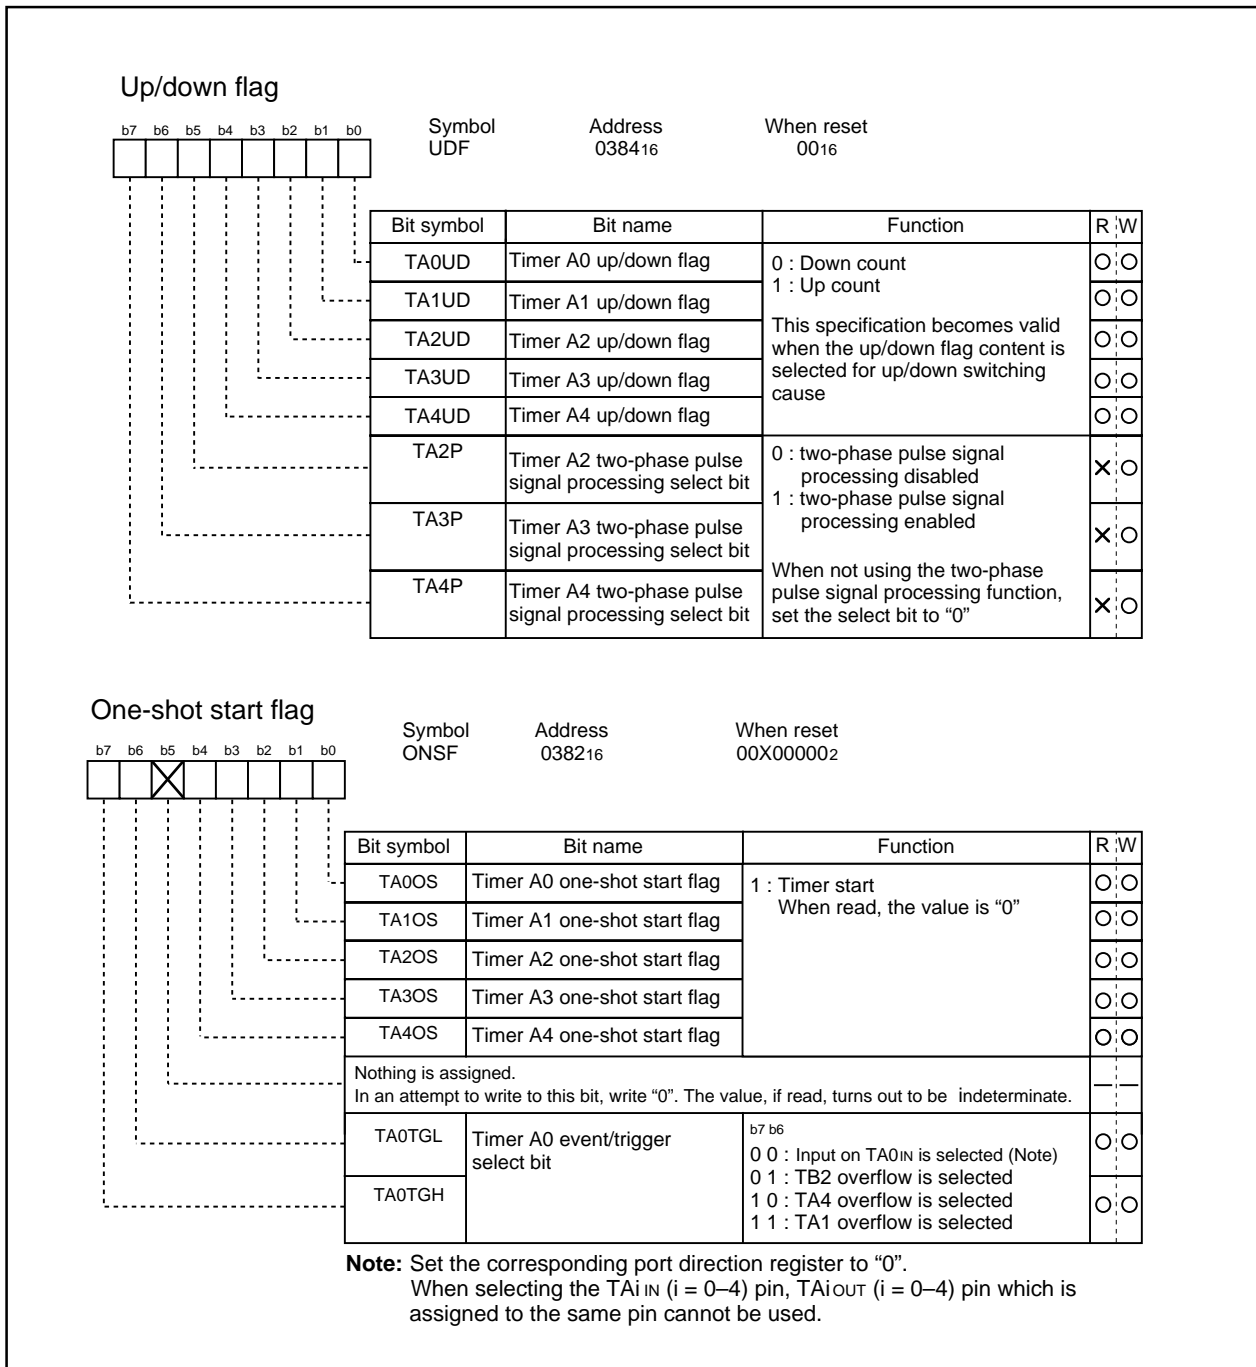 Up/down flag
b7 b6 b5 b4 b3 b2 b1 b0
Symbol Address When reset
UDF 038416 0016
Bit symbol Bit name Function R W
TA0UD Timer A0 up/down flag
TA1UD Timer A1 up/down flag
TA2UD Timer A2 up/down flag
TA3UD Timer A3 up/down flag
TA4UD Timer A4 up/down flag
0 : Down count
1 : Up count
This specification becomes valid
when the up/down flag content is
selected for up/down switching
cause
TA2P Timer A2 two-phase pulse
signal processing select bit
TA3P Timer A3 two-phase pulse
signal processing select bit
TA4P Timer A4 two-phase pulse
signal processing select bit
0 : two-phase pulse signal
processing disabled
1 : two-phase pulse signal
processing enabled
When not using the two-phase
pulse signal processing function,
set the select bit to “0”
One-shot start flag
b7 b6 b5 b4 b3 b2 b1 b0
Symbol Address When reset
ONSF 038216 00X000002
Bit symbol Bit name Function R W
TA0OS Timer A0 one-shot start flag
TA1OS Timer A1 one-shot start flag
TA2OS Timer A2 one-shot start flag
TA3OS Timer A3 one-shot start flag
TA4OS Timer A4 one-shot start flag
1 : Timer start
When read, the value is “0”
Nothing is assigned.
In an attempt to write to this bit, write “0”. The value, if read, turns out to be indeterminate.
TA0TGL
TA0TGH
Timer A0 event/trigger
select bit
b7 b6
0 0 : Input on TA0IN is selected (Note)
0 1 : TB2 overflow is selected
1 0 : TA4 overflow is selected
1 1 : TA1 overflow is selected
Note: Set the corresponding port direction register to “0”.
When selecting the TAiIN (i = 0–4) pin, TAiOUT (i = 0–4) pin which is
assigned to the same pin cannot be used.